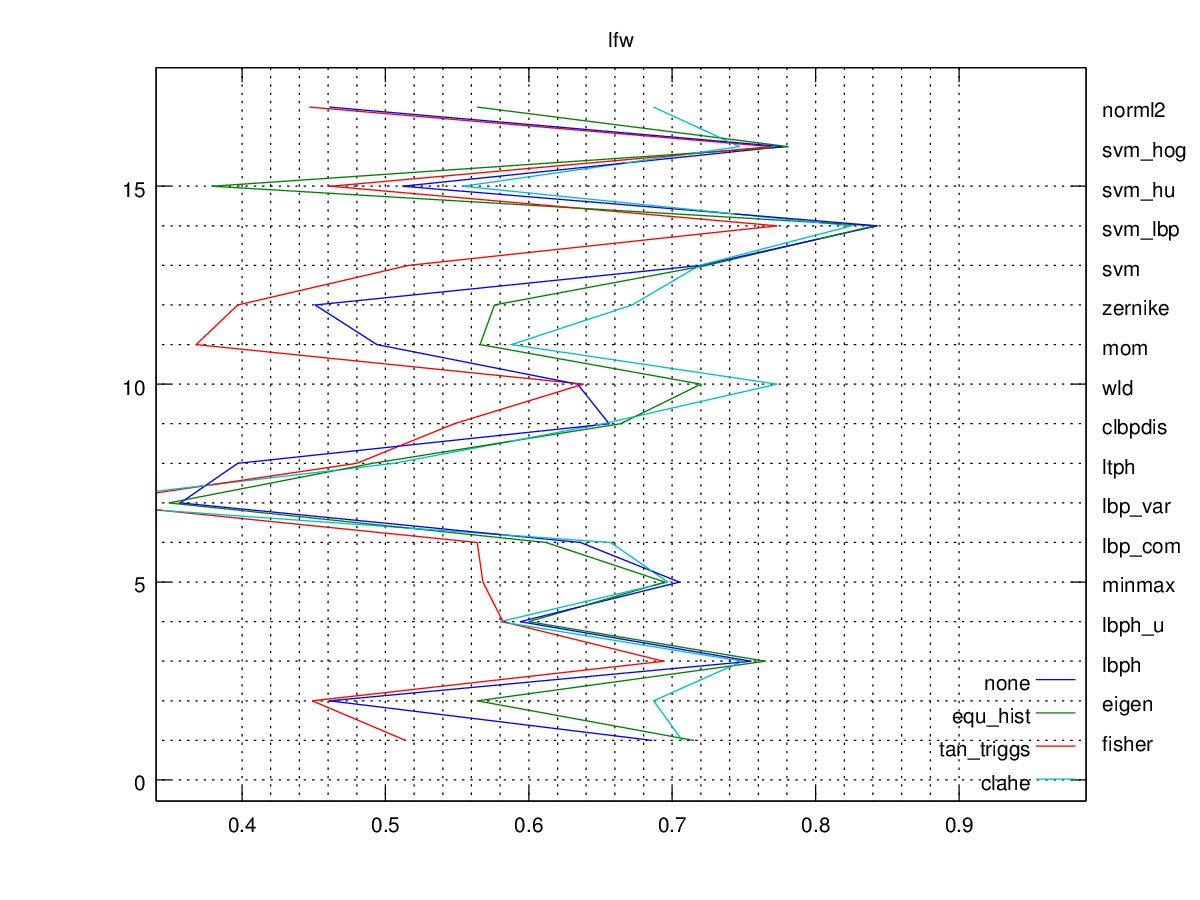 lfw
norml2
svm_hog
15
svm_hu
svm_lbp
svm
zernike
mom
10
wld
clbpdis
ltph
lbp_var
lbp_com
5
minmax
lbph_u
lbph
none
eigen
equ_hist
fisher
tan_triggs
0
clahe
0.4 0.5 0.6 0.7 0.8 0.9